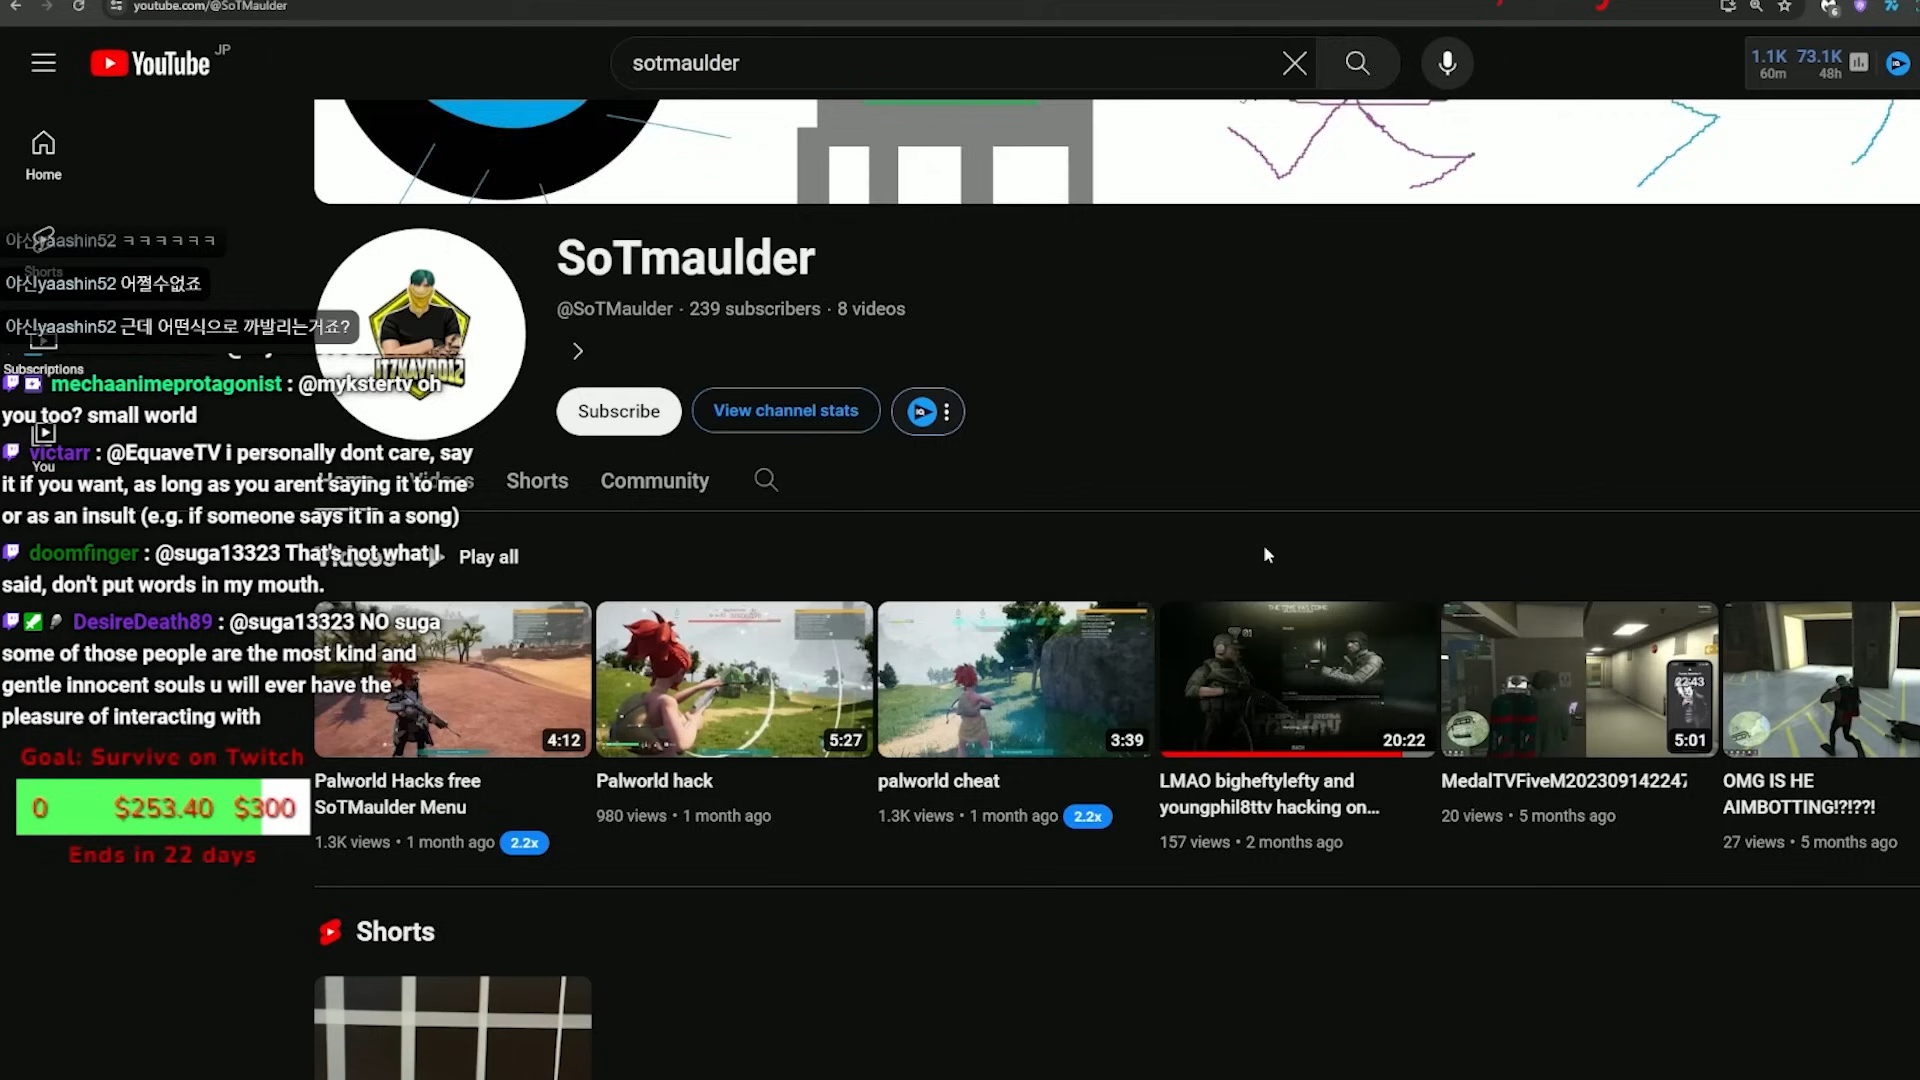 youtube.com/@SoTMaulder
YouTube JP
sotmaulder
1.1K 73.1K
60m 48h
Home
야신yaashin52 ㅋㅋㅋㅋㅋㅋ
Shorts
야신yaashin52 어쩔수없죠
야신yaashin52 근데 어떤식으로 까발리는거죠?
Subscriptions
mechaanimeprotagonist : @mykstertv oh
you too? small world
You
victarr : @EquaveTV i personally dont care, say
it if you want, as long as you arent saying it to me
or as an insult (e.g. if someone says it in a song)
doomfinger : @suga13323 That's not what I
said, don't put words in my mouth.
DesireDeath89 : @suga13323 NO suga
some of those people are the most kind and
gentle innocent souls u will ever have the
pleasure of interacting with
Goal: Survive on Twitch
0 $253.40 $300
Ends in 22 days
ITZKAYDO12
SoTmaulder
@SoTMaulder · 239 subscribers · 8 videos
Subscribe
View channel stats
Home Videos Shorts Community
Videos Play all
4:12
Palworld Hacks free
SoTMaulder Menu
1.3K views • 1 month ago 2.2x
5:27
Palworld hack
980 views • 1 month ago
3:39
palworld cheat
1.3K views • 1 month ago 2.2x
20:22
LMAO bigheftylefty and
youngphil8ttv hacking on...
157 views • 2 months ago
22:43
5:01
MedalTVFiveM202309142247
20 views • 5 months ago
OMG IS HE
AIMBOTTING!?!??!
27 views • 5 months ago
Shorts